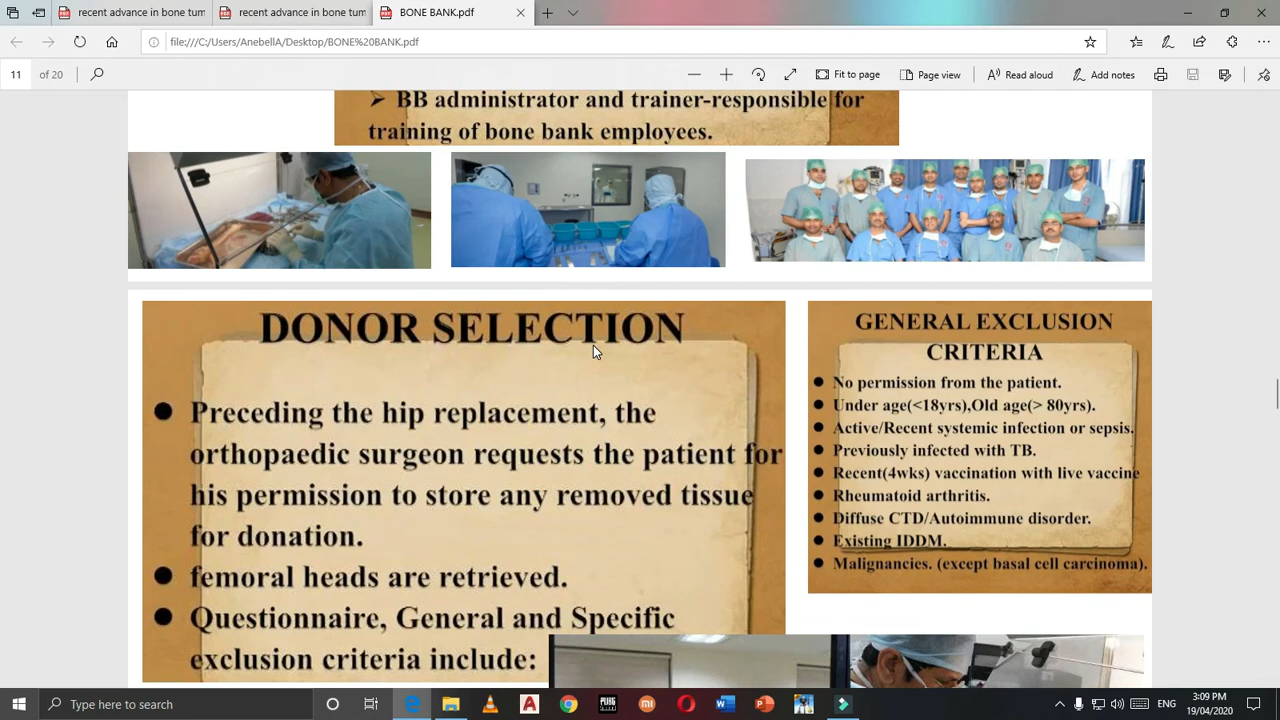 recent advance in bone tum
recent advance in bone tum
BONE BANK.pdf
file:///C:/Users/AnebellA/Desktop/BONE%20BANK.pdf
11 of 20
Fit to page
Page view
Read aloud
Add notes
BB administrator and trainer-responsible for
training of bone bank employees.
DONOR SELECTION
Preceding the hip replacement, the
orthopaedic surgeon requests the patient for
his permission to store any removed tissue
for donation.
femoral heads are retrieved.
Questionnaire, General and Specific
exclusion criteria include:
GENERAL EXCLUSION
CRITERIA
No permission from the patient.
Under age(<18yrs),Old age(> 80yrs).
Active/Recent systemic infection or sepsis.
Previously infected with TB.
Recent(4wks) vaccination with live vaccine
Rheumatoid arthritis.
Diffuse CTD/Autoimmune disorder.
Existing IDDM.
Malignancies. (except basal cell carcinoma).
Type here to search
ENG
3:09 PM
19/04/2020